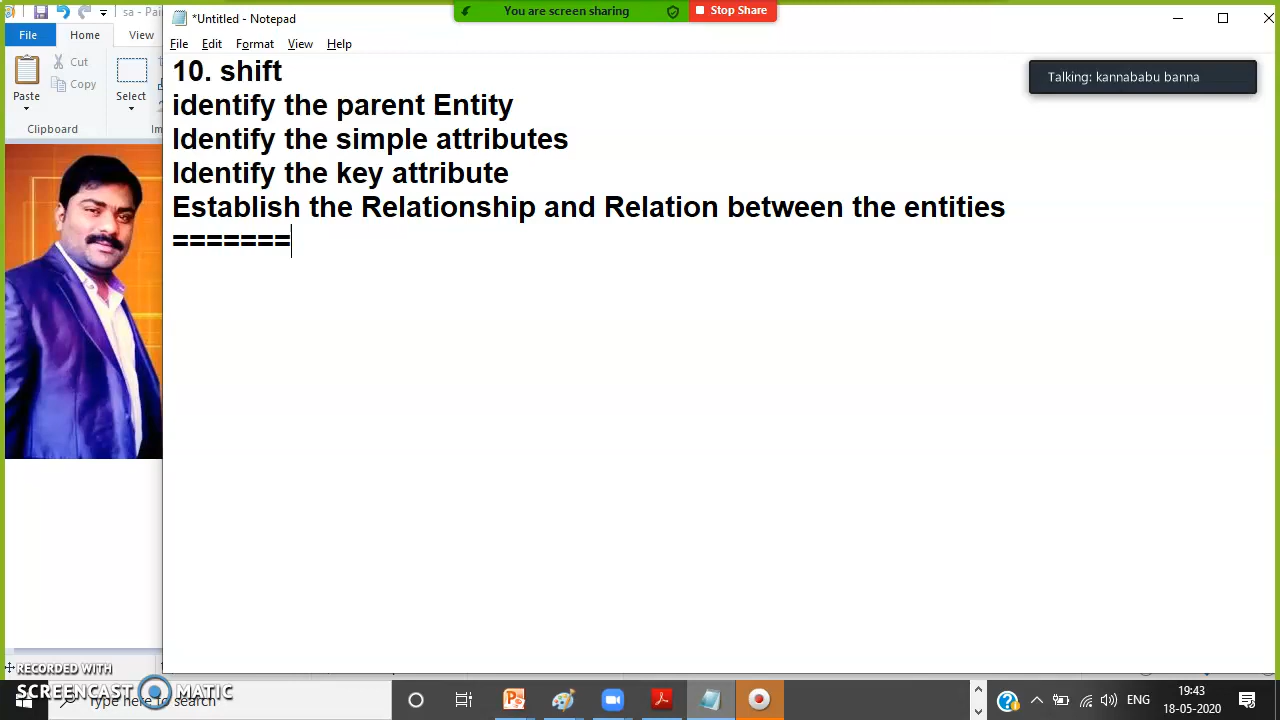 sa - Pai
*Untitled - Notepad
You are screen sharing
Stop Share
File Home View
File Edit Format View Help
Talking: kannababu banna
Paste
Cut
Copy
Select
Clipboard
Im
10. shift
identify the parent Entity
Identify the simple attributes
Identify the key attribute
Establish the Relationship and Relation between the entities
=======
RECORDED WITH
SCREENCAST MATIC
Type here to search
ENG
19:43
18-05-2020